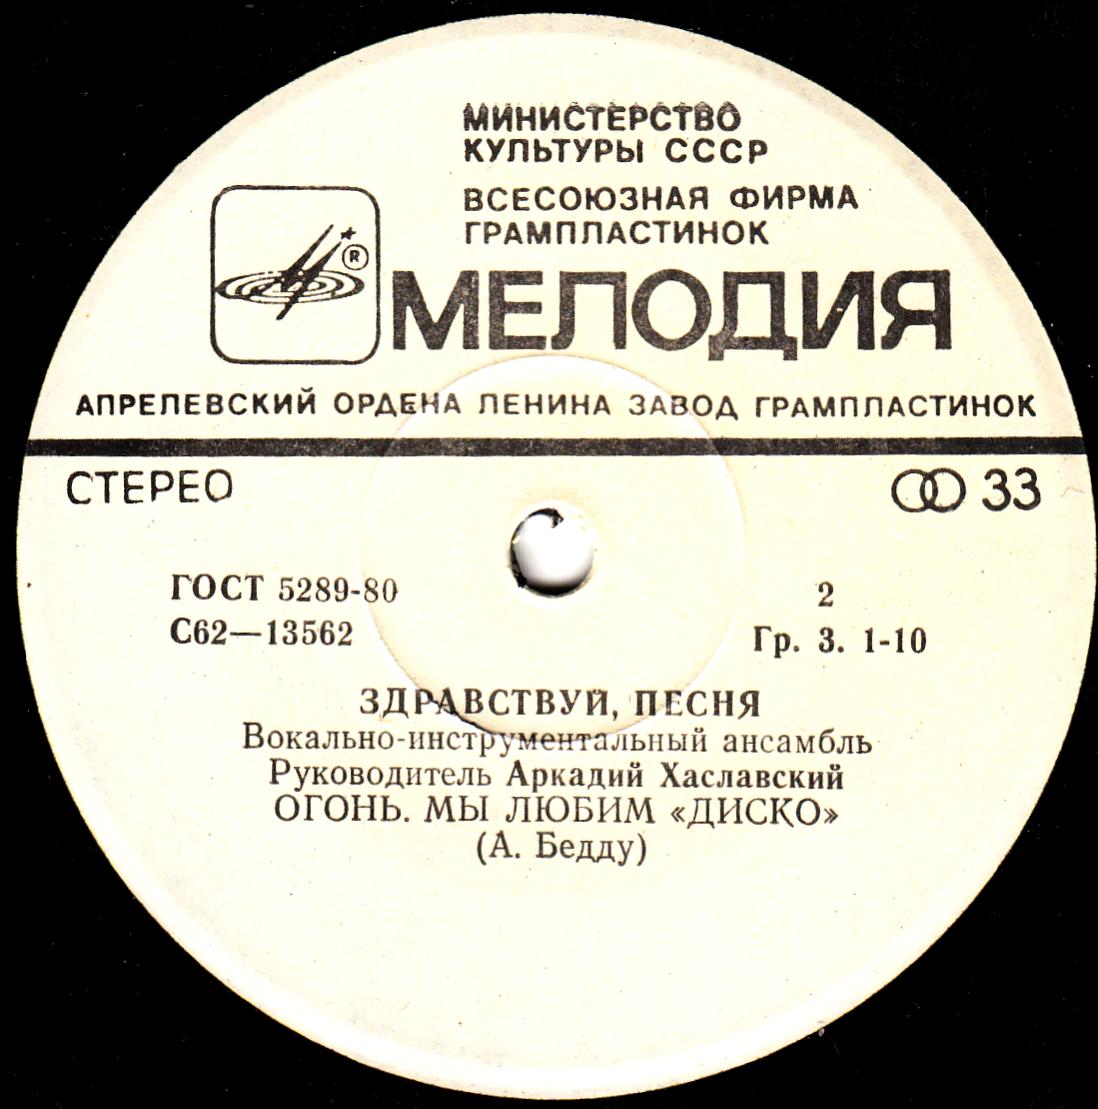 МИНИСТЕРСТВО
КУЛЬТУРЫ СССР
ВСЕСОЮЗНАЯ ФИРМА
ГРАМПЛАСТИНОК
®
МЕЛОДИЯ
АПРЕЛЕВСКИЙ ОРДЕНА ЛЕНИНА ЗАВОД ГРАМПЛАСТИНОК
СТЕРЕО
33
ГОСТ 5289-80
2
С62—13562
Гр. 3. 1-10
ЗДРАВСТВУЙ, ПЕСНЯ
Вокально-инструментальный ансамбль
Руководитель Аркадий Хаславский
ОГОНЬ. МЫ ЛЮБИМ «ДИСКО»
(А. Бедду)